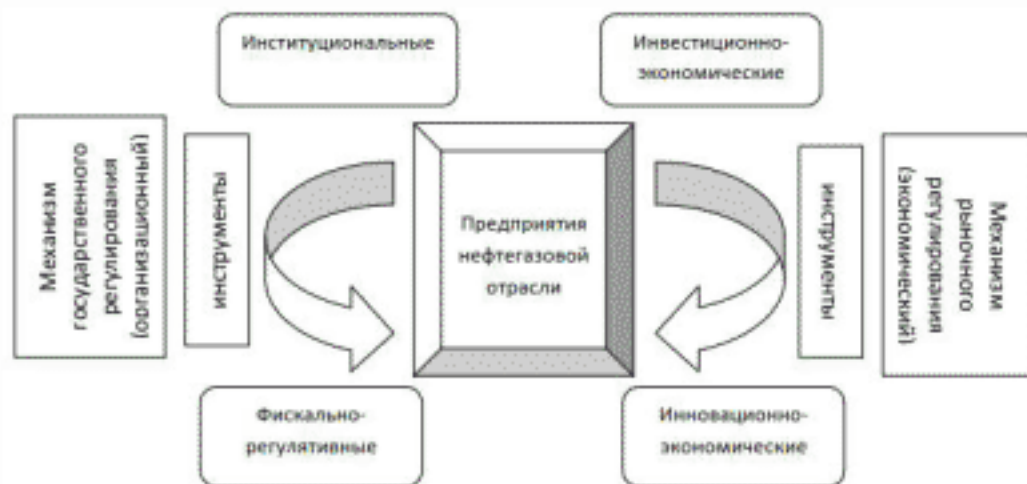 Институциональные
Инвестиционно-
экономические
Механизм
государственного
регулирования
(организационный)
инструменты
Предприятия
нефтегазовой
отрасли
инструменты
Механизм
рыночного
регулирования
(экономический)
Фискально-
регулятивные
Инновационно-
экономические